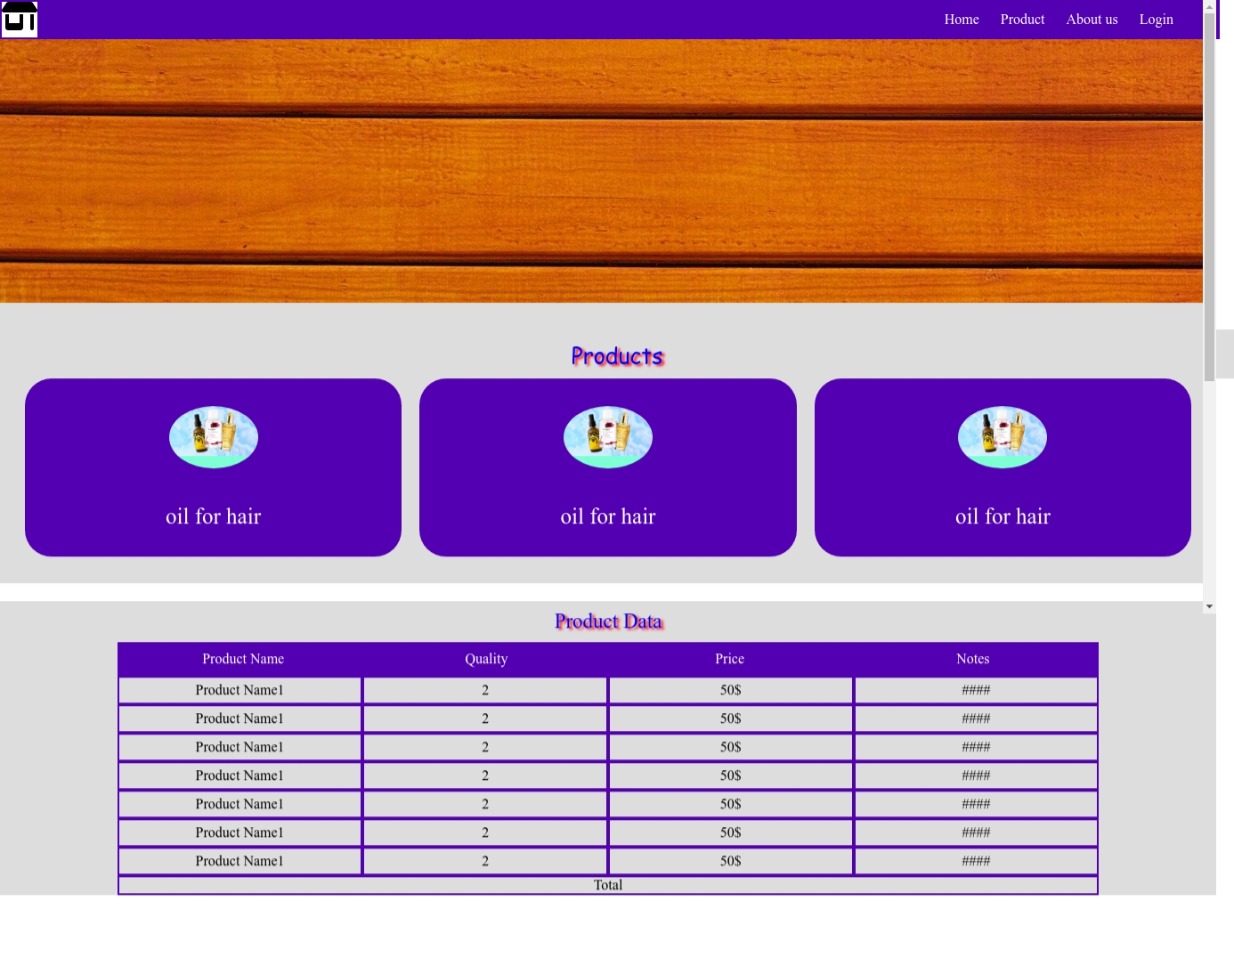 Home Product About us Login
Products
oil for hair oil for hair oil for hair
Product Data
Product Name Quality Price Notes
Product Name1 2 50$ ####
Product Name1 2 50$ ####
Product Name1 2 50$ ####
Product Name1 2 50$ ####
Product Name1 2 50$ ####
Product Name1 2 50$ ####
Product Name1 2 50$ ####
Total